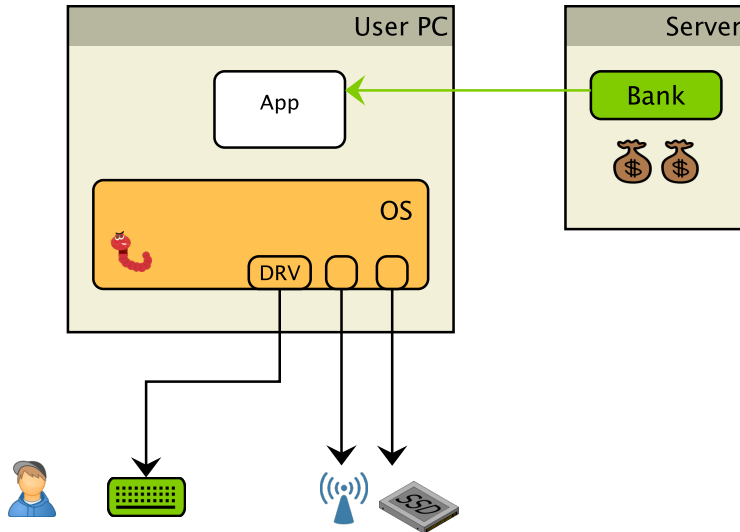 User PC
Server
App
Bank
$ $
OS
DRV
SSD